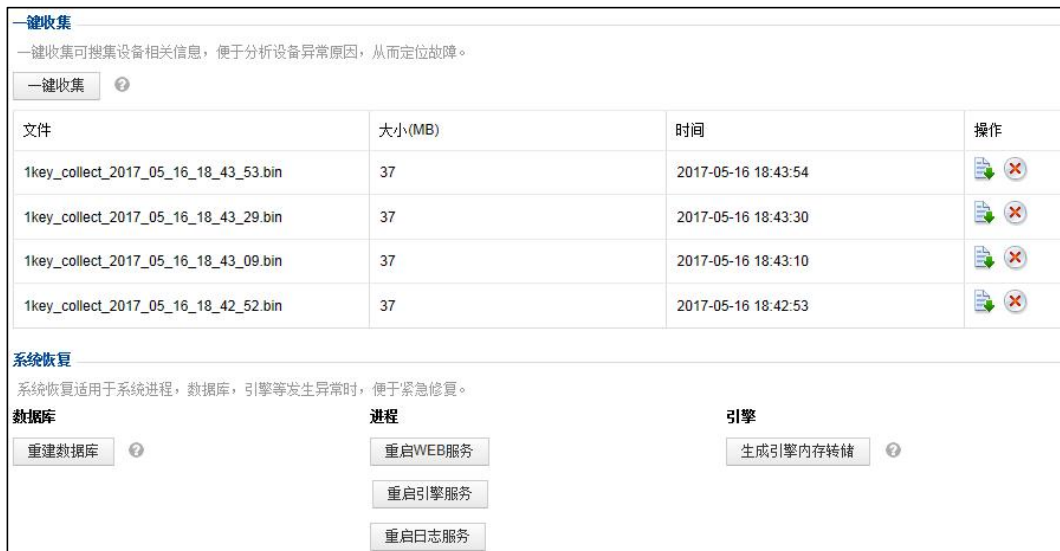 一键收集
一键收集可搜集设备相关信息，便于分析设备异常原因，从而定位故障。
一键收集
文件 大小(MB) 时间 操作
1key_collect_2017_05_16_18_43_53.bin 37 2017-05-16 18:43:54
1key_collect_2017_05_16_18_43_29.bin 37 2017-05-16 18:43:30
1key_collect_2017_05_16_18_43_09.bin 37 2017-05-16 18:43:10
1key_collect_2017_05_16_18_42_52.bin 37 2017-05-16 18:42:53
系统恢复
系统恢复适用于系统进程，数据库，引擎等发生异常时，便于紧急修复。
数据库 进程 引擎
重建数据库 重启WEB服务 生成引擎内存转储
重启引擎服务
重启日志服务